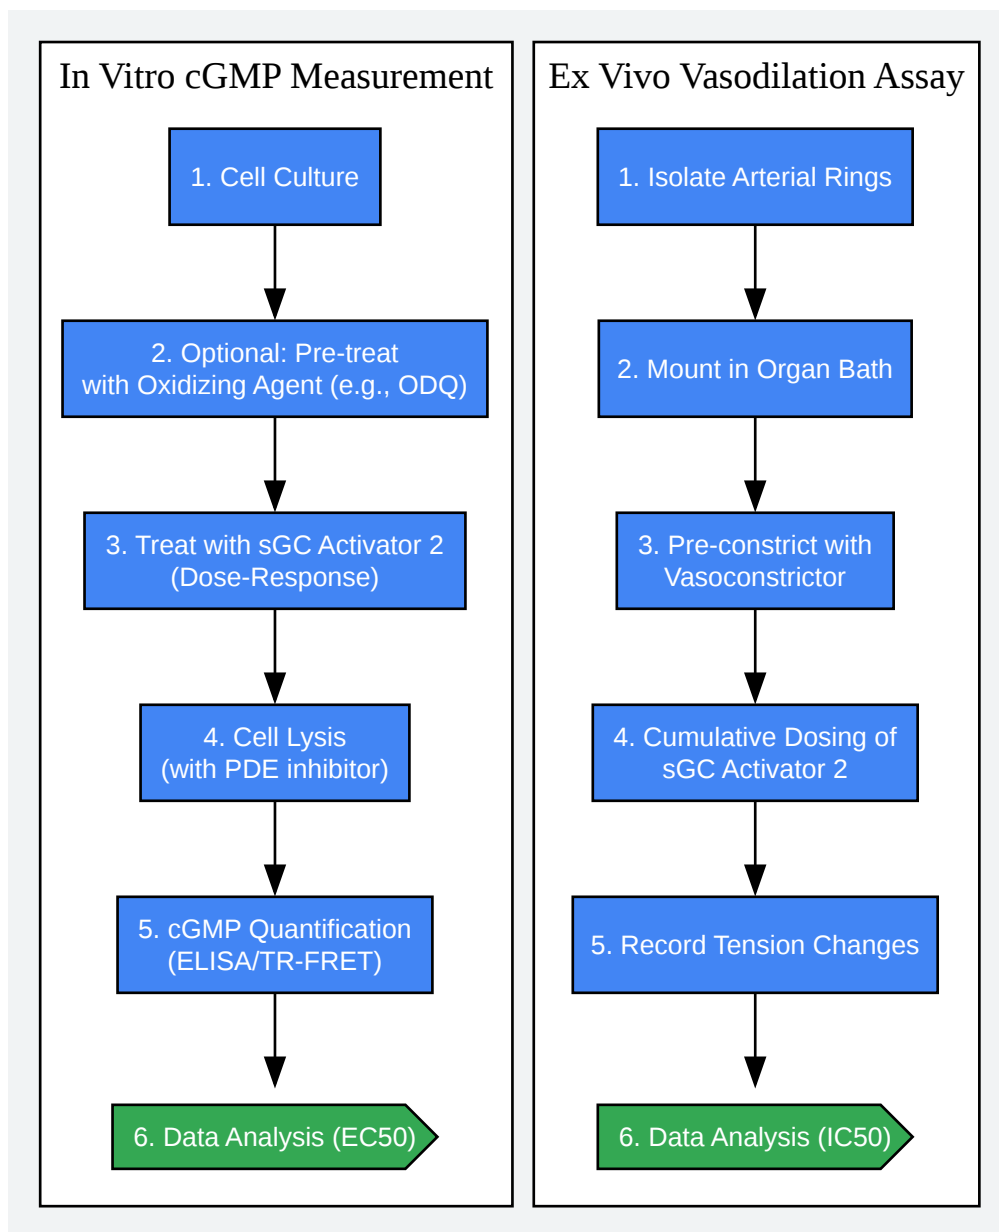 In Vitro cGMP Measurement
1. Cell Culture
2. Optional: Pre-treat
with Oxidizing Agent (e.g., ODQ)
3. Treat with sGC Activator 2
(Dose-Response)
4. Cell Lysis
(with PDE inhibitor)
5. cGMP Quantification
(ELISA/TR-FRET)
6. Data Analysis (EC50)
Ex Vivo Vasodilation Assay
1. Isolate Arterial Rings
2. Mount in Organ Bath
3. Pre-constrict with
Vasoconstrictor
4. Cumulative Dosing of
sGC Activator 2
5. Record Tension Changes
6. Data Analysis (IC50)